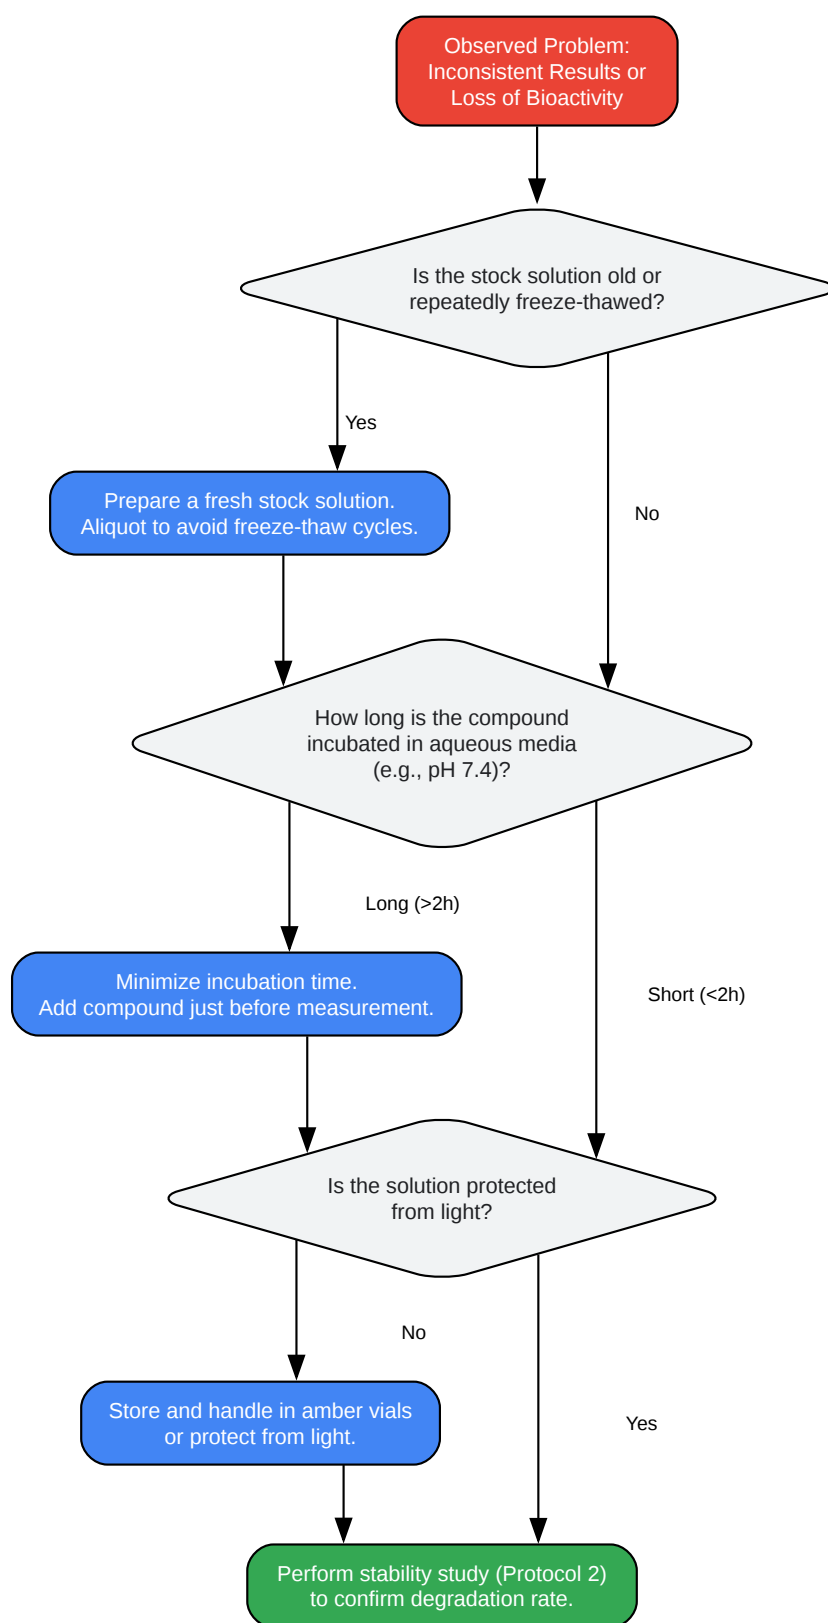 Observed Problem:
Inconsistent Results or
Loss of Bioactivity
Is the stock solution old or
repeatedly freeze-thawed?
Yes
Prepare a fresh stock solution.
Aliquot to avoid freeze-thaw cycles.
No
How long is the compound
incubated in aqueous media
(e.g., pH 7.4)?
Long (>2h)
Minimize incubation time.
Add compound just before measurement.
Short (<2h)
Is the solution protected
from light?
No
Store and handle in amber vials
or protect from light.
Yes
Perform stability study (Protocol 2)
to confirm degradation rate.